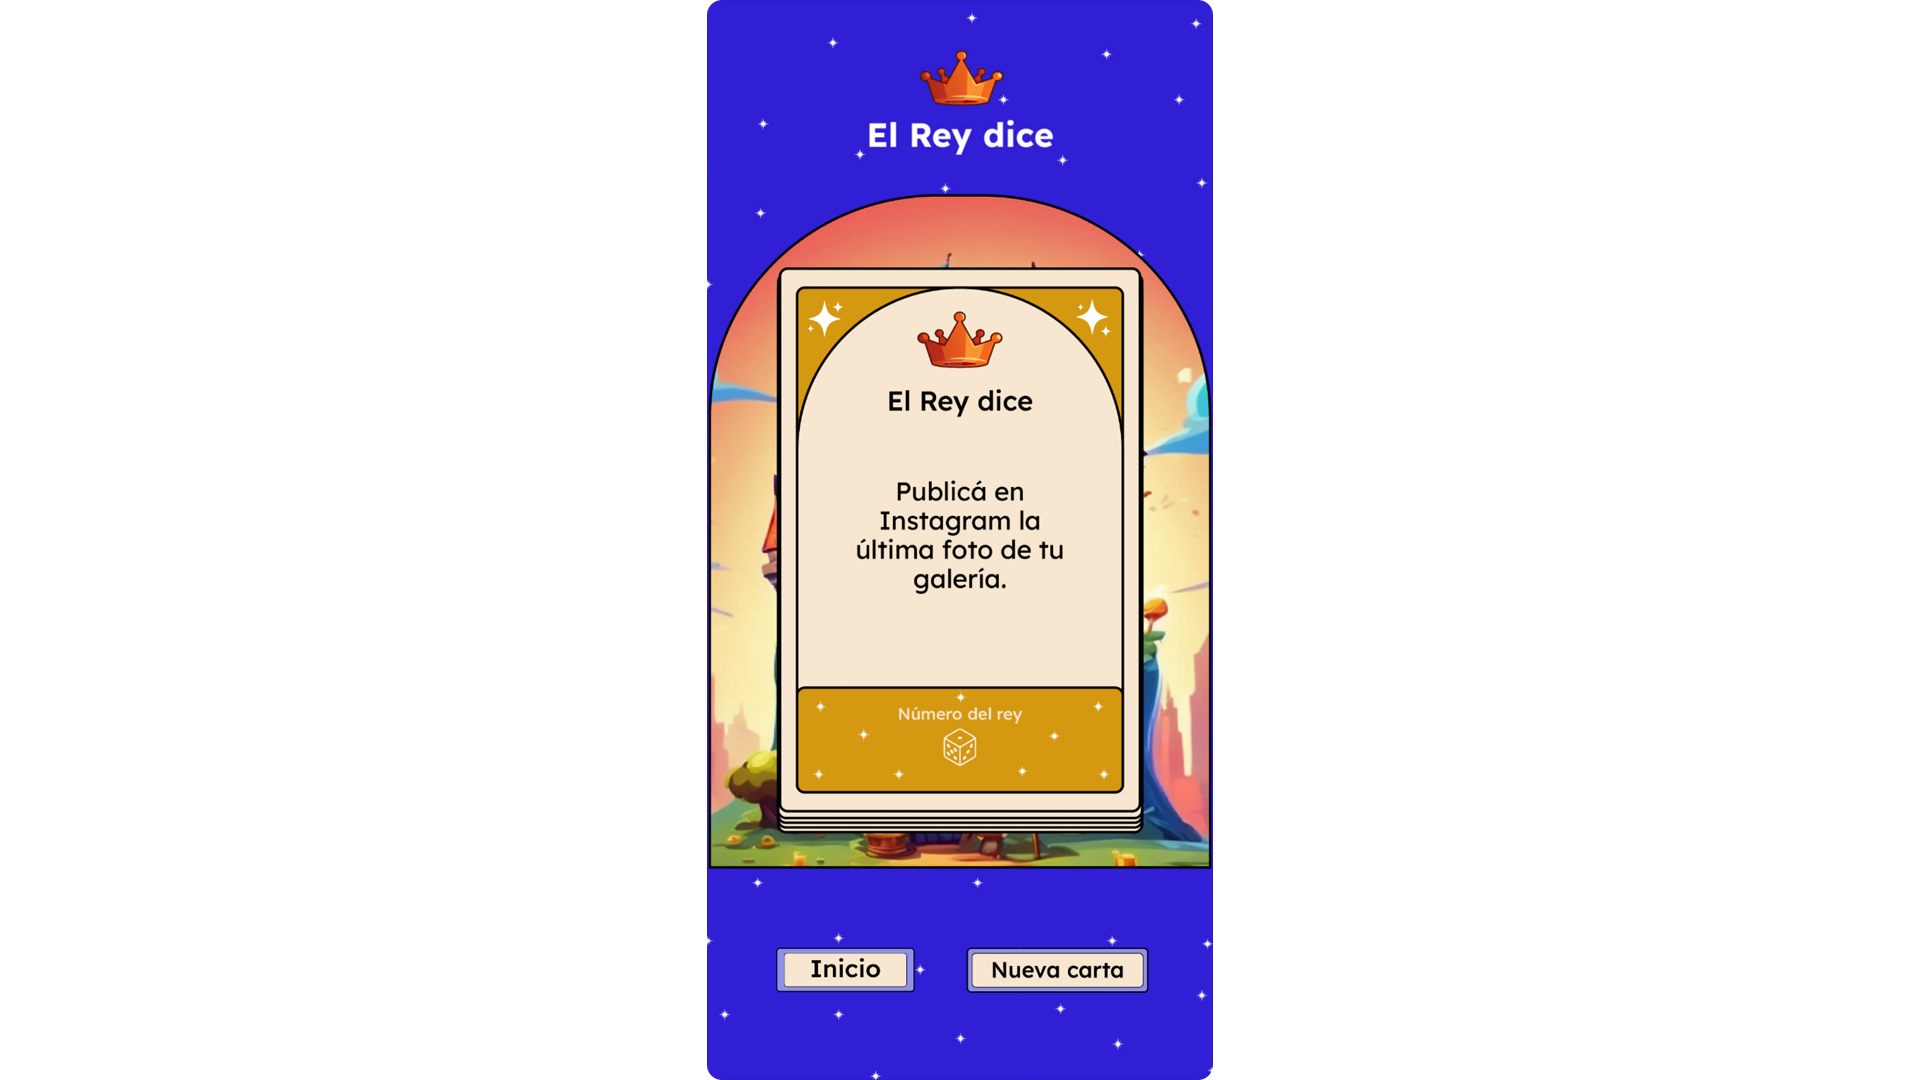 El Rey dice
El Rey dice
Publicá en
Instagram la
última foto de tu
galería.
Número del rey
Inicio
Nueva carta